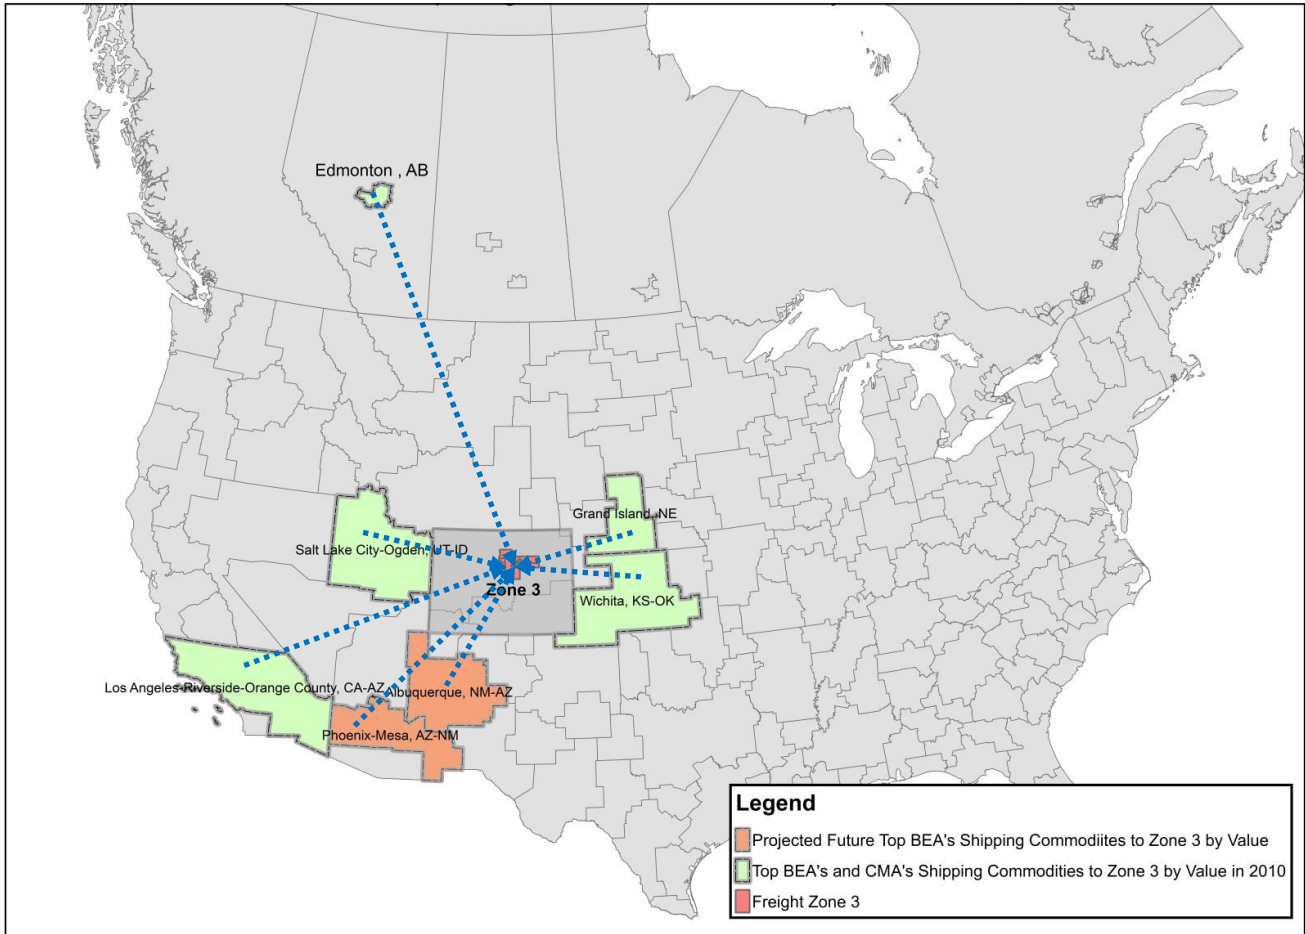 Edmonton , AB
Grand Island, NE
Salt Lake City-Ogden, UT-ID
Zone 3
Wichita, KS-OK
Los Angeles-Riverside-Orange County, CA-AZ
Albuquerque, NM-AZ
Phoenix-Mesa, AZ-NM
Legend
Projected Future Top BEA's Shipping Commodiites to Zone 3 by Value
Top BEA's and CMA's Shipping Commodities to Zone 3 by Value in 2010
Freight Zone 3